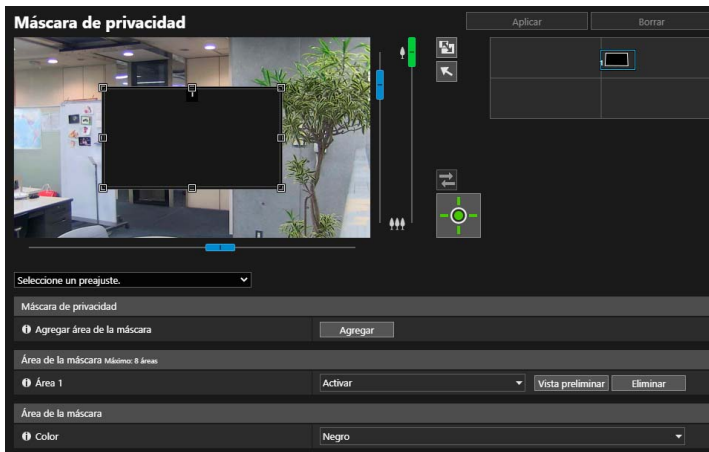 Máscara de privacidad
Aplicar
Borrar
1
Seleccione un preajuste.
Máscara de privacidad
Agregar área de la máscara
Agregar
Área de la máscara Máximo: 8 áreas
Área 1
Activar
Vista preliminar
Eliminar
Área de la máscara
Color
Negro